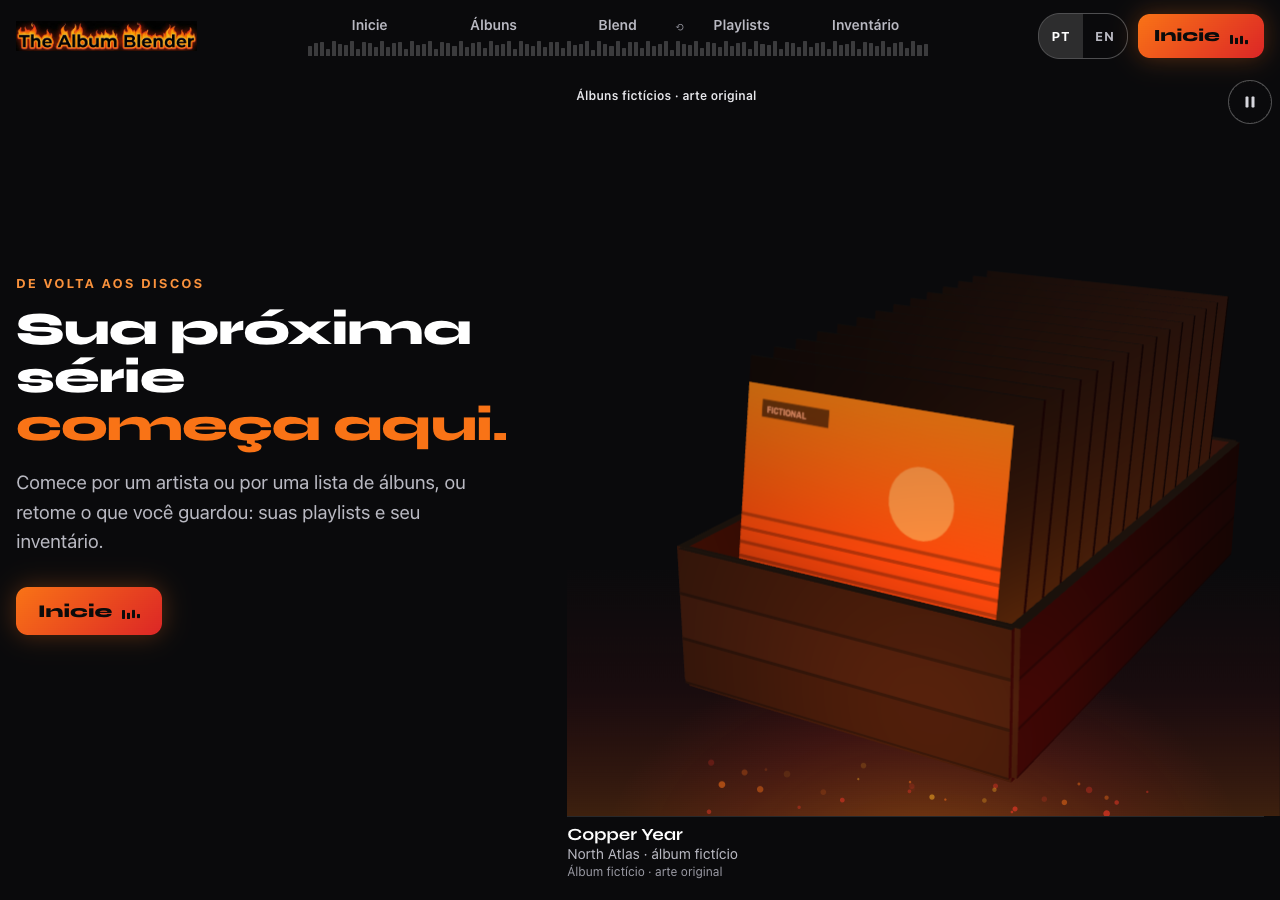 The Album Blender
Inicie
Álbuns
Blend
Playlists
Inventário
PT
EN
Inicie
Álbuns fictícios · arte original
DE VOLTA AOS DISCOS
Sua próxima
série
começa aqui.
Comece por um artista ou por uma lista de álbuns, ou
retome o que você guardou: suas playlists e seu
inventário.
Inicie
FICTIONAL
Copper Year
North Atlas · álbum fictício
Álbum fictício · arte original